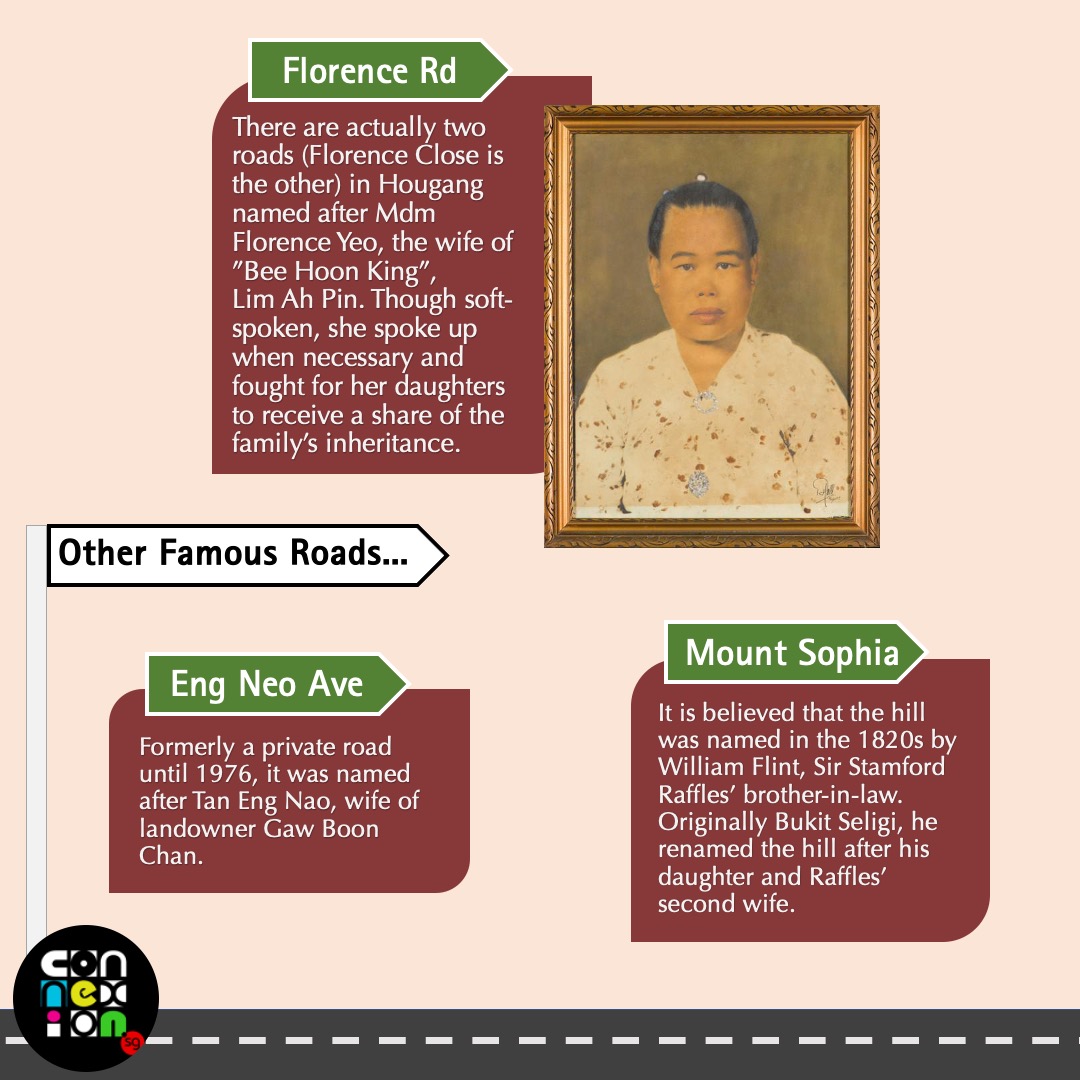 Florence Rd
There are actually two
roads (Florence Close is
the other) in Hougang
named after Mdm
Florence Yeo, the wife of
”Bee Hoon King”,
Lim Ah Pin. Though soft-
spoken, she spoke up
when necessary and
fought for her daughters
to receive a share of the
family’s inheritance.
Other Famous Roads...
Eng Neo Ave
Formerly a private road
until 1976, it was named
after Tan Eng Nao, wife of
landowner Gaw Boon
Chan.
Mount Sophia
It is believed that the hill
was named in the 1820s by
William Flint, Sir Stamford
Raffles’ brother-in-law.
Originally Bukit Seligi, he
renamed the hill after his
daughter and Raffles’
second wife.
con
nex
ion
sg